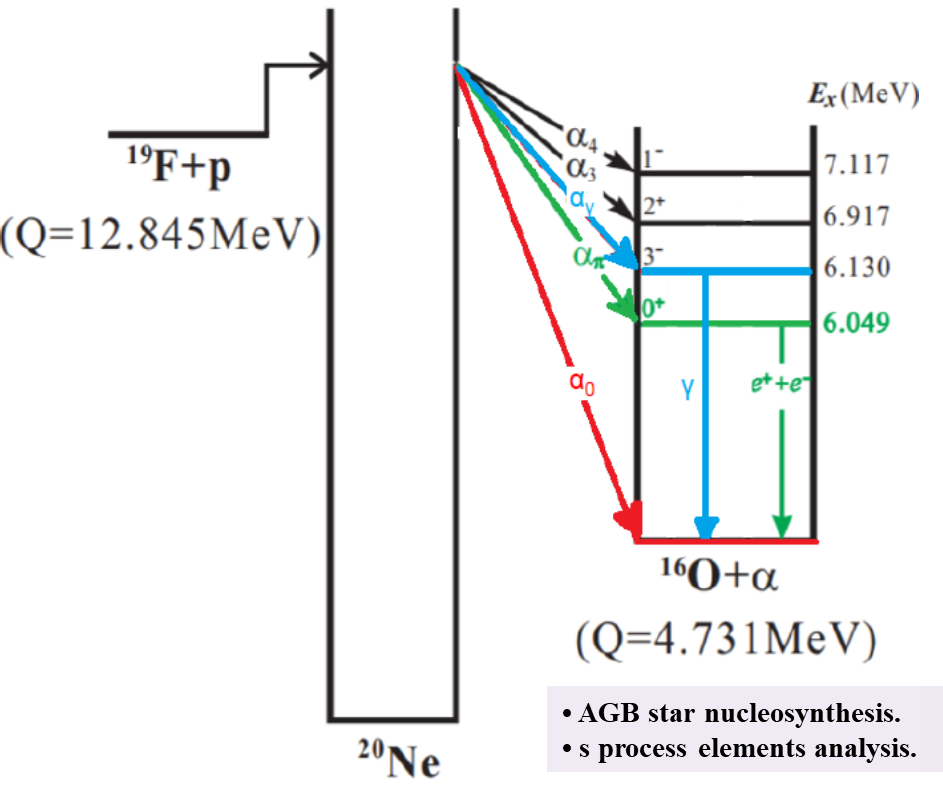 Eₓ(MeV)
¹⁹F+p
(Q=12.845MeV)
α₄
α₃
αᵧ
απ
α₀
1⁻
7.117
2⁺
6.917
3⁻
6.130
0⁺
6.049
γ
e⁺+e⁻
¹⁶O+α
(Q=4.731MeV)
• AGB star nucleosynthesis.
• s process elements analysis.
²⁰Ne